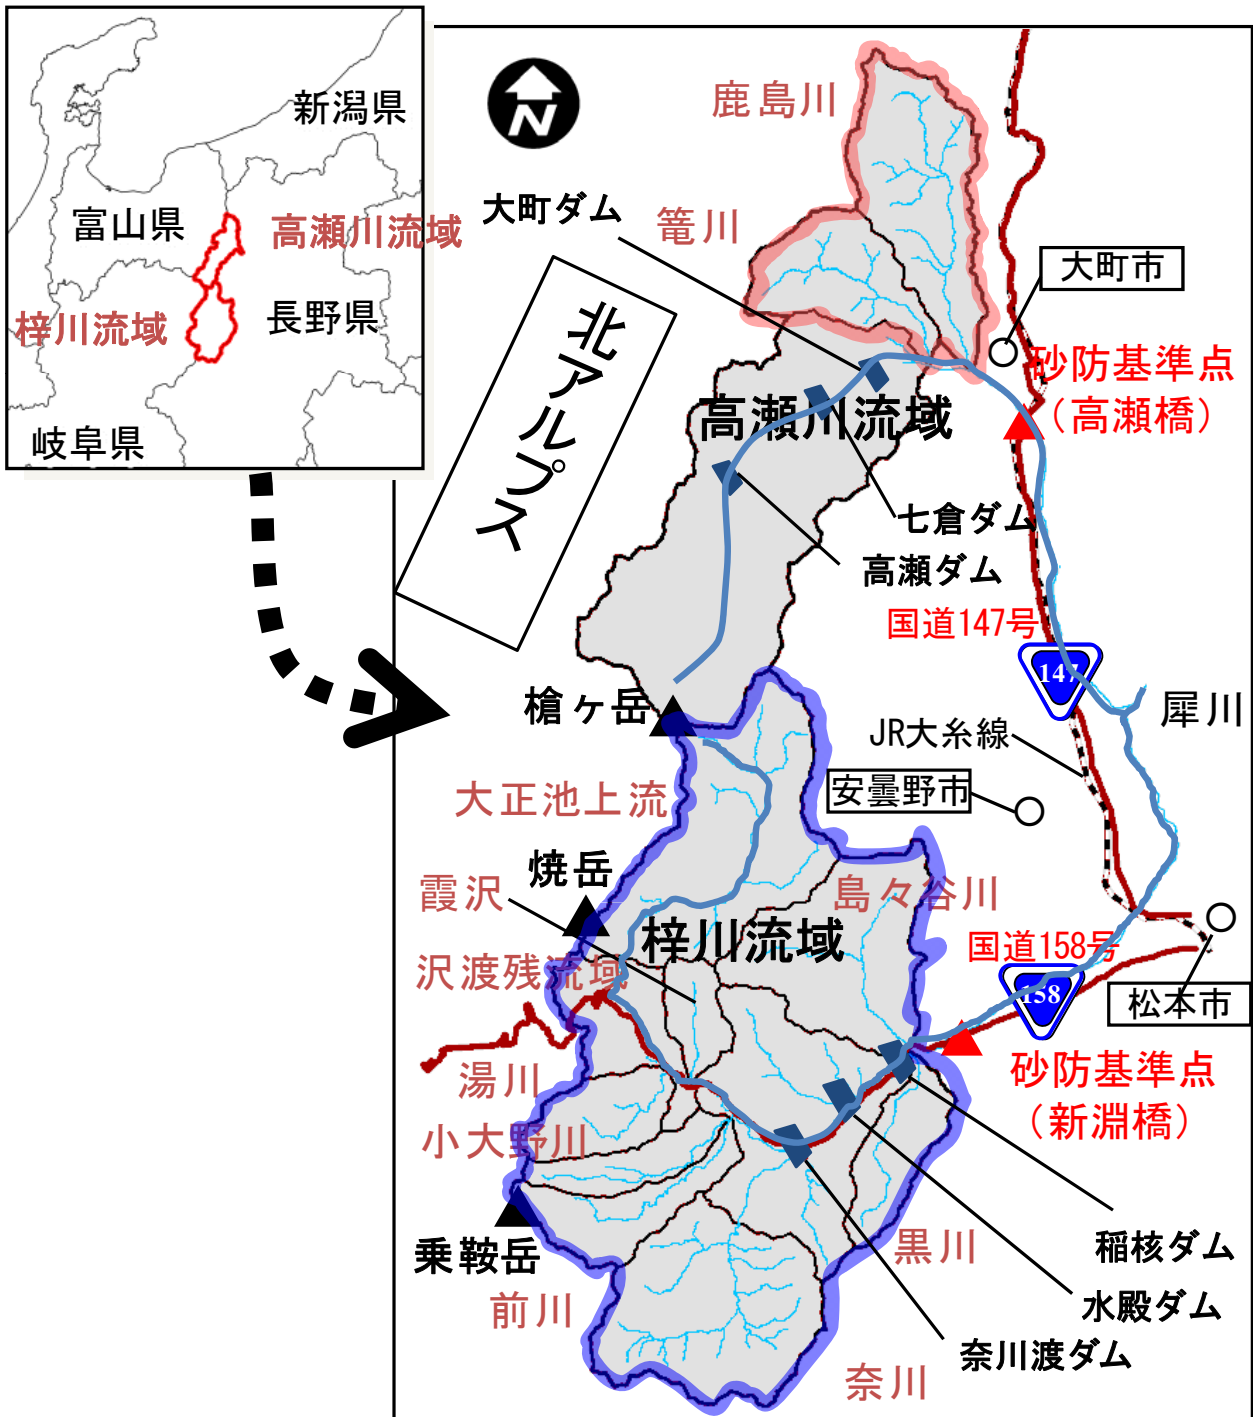 新潟県
富山県
高瀬川流域
梓川流域
長野県
岐阜県
N
鹿島川
大町ダム
篭川
大町市
北アルプス
砂防基準点
（高瀬橋）
高瀬川流域
七倉ダム
高瀬ダム
国道147号
147
槍ヶ岳
犀川
JR大糸線
大正池上流
安曇野市
焼岳
霞沢
島々谷川
梓川流域
国道158号
沢渡残流域
158
松本市
湯川
砂防基準点
（新淵橋）
小大野川
乗鞍岳
黒川
稲核ダム
前川
水殿ダム
奈川渡ダム
奈川